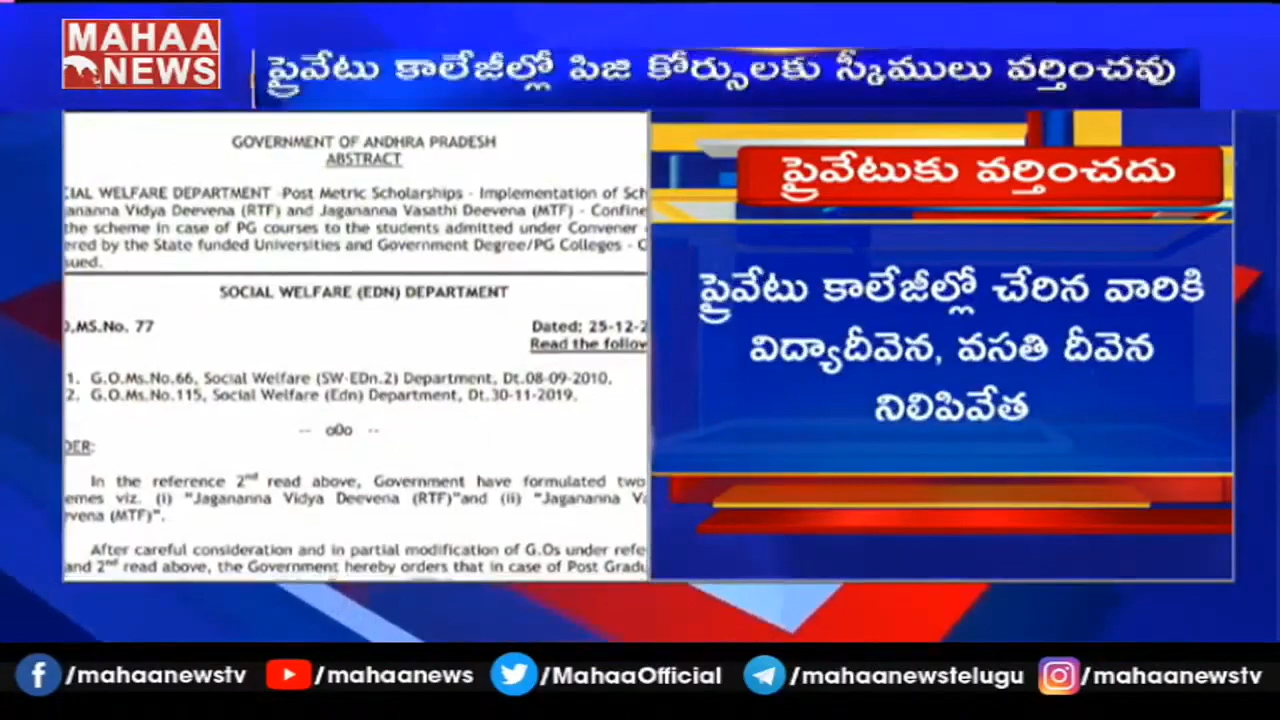 MAHAA
NEWS
ప్రైవేటు కాలేజీల్లో పిజి కోర్సులకు స్కీములు వర్తించవు
GOVERNMENT OF ANDHRA PRADESH
ABSTRACT
CIAL WELFARE DEPARTMENT -Post Metric Scholarships - Implementation of Sch
ananna Vidya Deevena (RTF) and Jagananna Vasathi Deevena (MTF) - Confine
the scheme in case of PG courses to the students admitted under Convener
ered by the State funded Universities and Government Degree/PG Colleges -
sued.
SOCIAL WELFARE (EDN) DEPARTMENT
O.MS.No. 77
Dated: 25-12-2
Read the follow
1. G.O.Ms.No.66, Social Welfare (SW-EDn.2) Department, Dt.08-09-2010.
2. G.O.Ms.No.115, Social Welfare (Edn) Department, Dt.30-11-2019.
-- o0o --
DER:
In the reference 2nd read above, Government have formulated two
emes viz. (i) "Jagananna Vidya Deevena (RTF)"and (ii) "Jagananna Va
evena (MTF)".
After careful consideration and in partial modification of G.Os under refe
and 2nd read above, the Government hereby orders that in case of Post Gradu
ప్రైవేటుకు వర్తించదు
ప్రైవేటు కాలేజీల్లో చేరిన వారికి
విద్యాదీవెన, వసతి దీవెన
నిలిపివేత
/mahaanewstv
/mahaanews
/MahaaOfficial
/mahaanewstelugu
/mahaanewstv